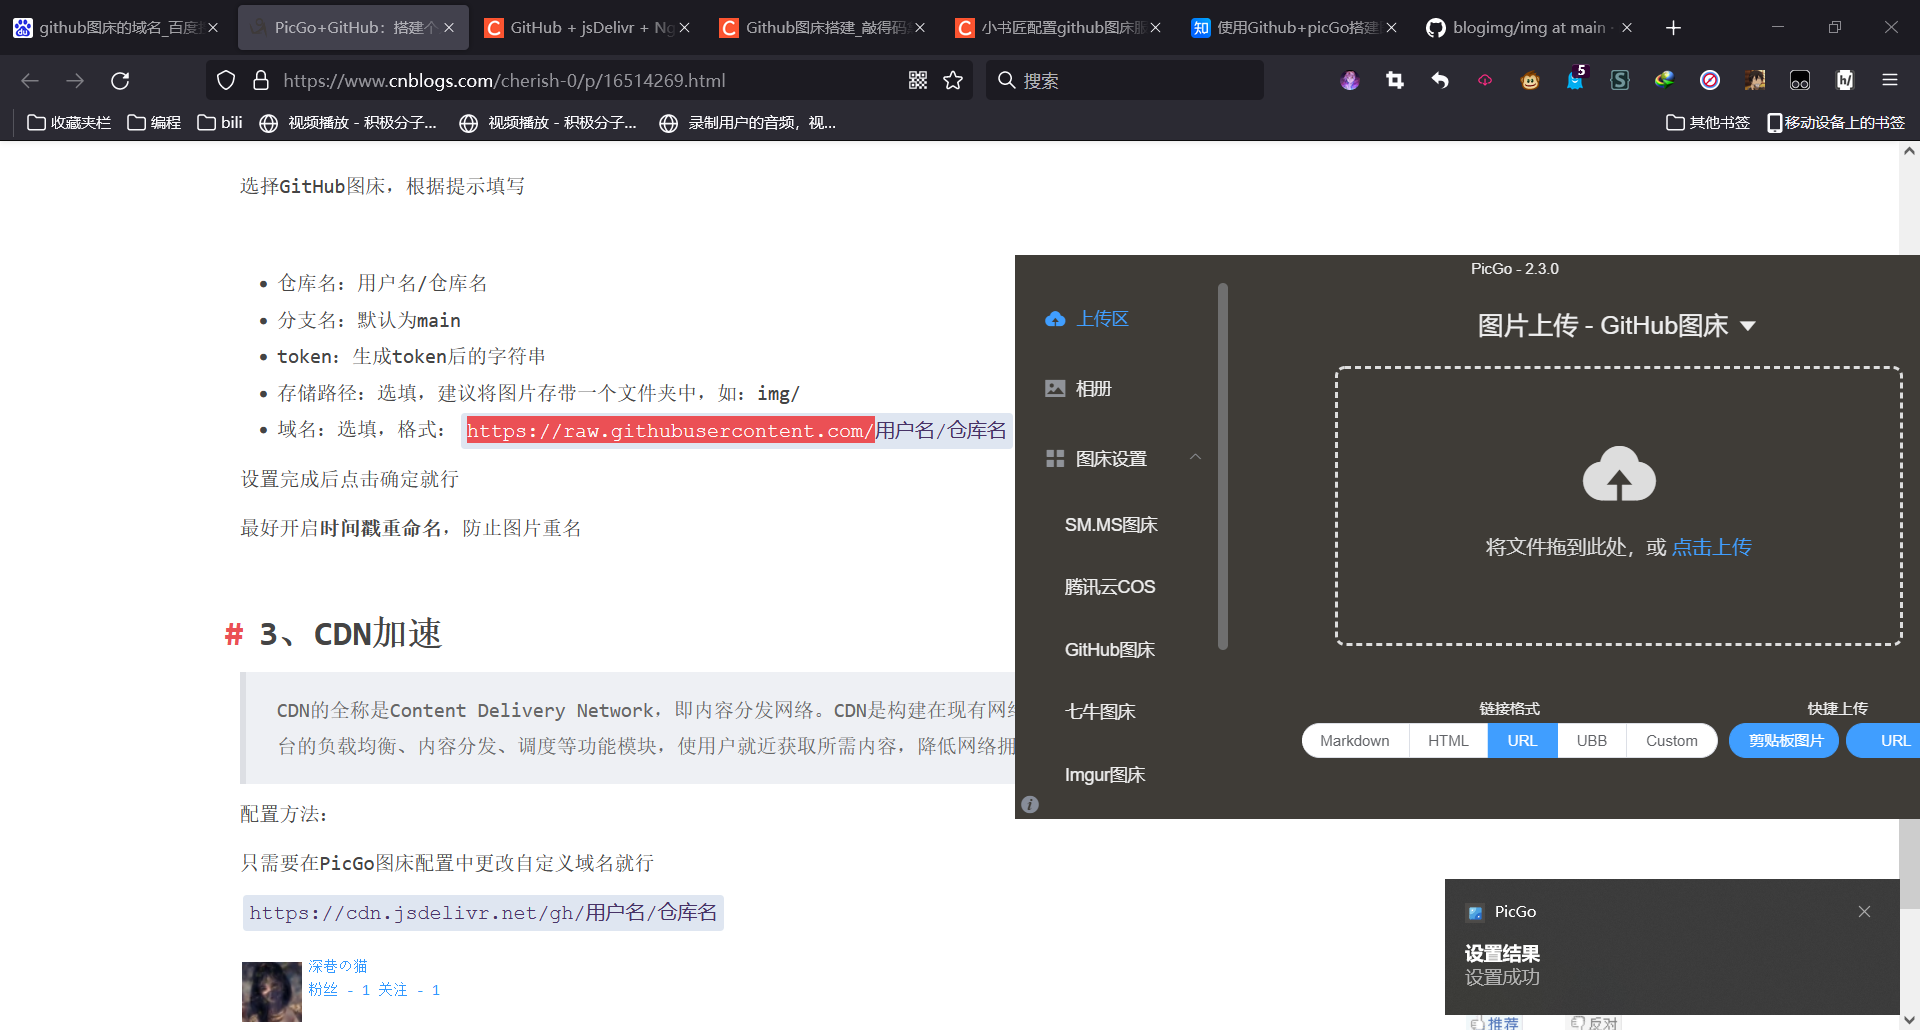 github图床的域名_百度
PicGo+GitHub：搭建个
GitHub + jsDelivr + Ng
Github图床搭建_敲得码
小书匠配置github图床服
知 使用Github+picGo搭建
blogimg/img at main
https://www.cnblogs.com/cherish-0/p/16514269.html
搜索
5
收藏夹栏
编程
bili
视频播放 - 积极分子...
视频播放 - 积极分子...
录制用户的音频，视...
其他书签
移动设备上的书签
选择GitHub图床，根据提示填写
仓库名：用户名/仓库名
分支名：默认为main
token：生成token后的字符串
存储路径：选填，建议将图片存带一个文件夹中，如：img/
域名：选填，格式： https://raw.githubusercontent.com/用户名/仓库名
设置完成后点击确定就行
最好开启时间戳重命名，防止图片重名
# 3、CDN加速
CDN的全称是Content Delivery Network，即内容分发网络。CDN是构建在现有网络
台的负载均衡、内容分发、调度等功能模块，使用户就近获取所需内容，降低网络拥
配置方法：
只需要在PicGo图床配置中更改自定义域名就行
https://cdn.jsdelivr.net/gh/用户名/仓库名
深巷の猫
粉丝 - 1 关注 - 1
PicGo - 2.3.0
上传区
相册
图床设置
SM.MS图床
腾讯云COS
GitHub图床
七牛图床
Imgur图床
图片上传 - GitHub图床
将文件拖到此处，或 点击上传
链接格式
快捷上传
Markdown
HTML
URL
UBB
Custom
剪贴板图片
URL
PicGo
设置结果
设置成功
推荐
反对